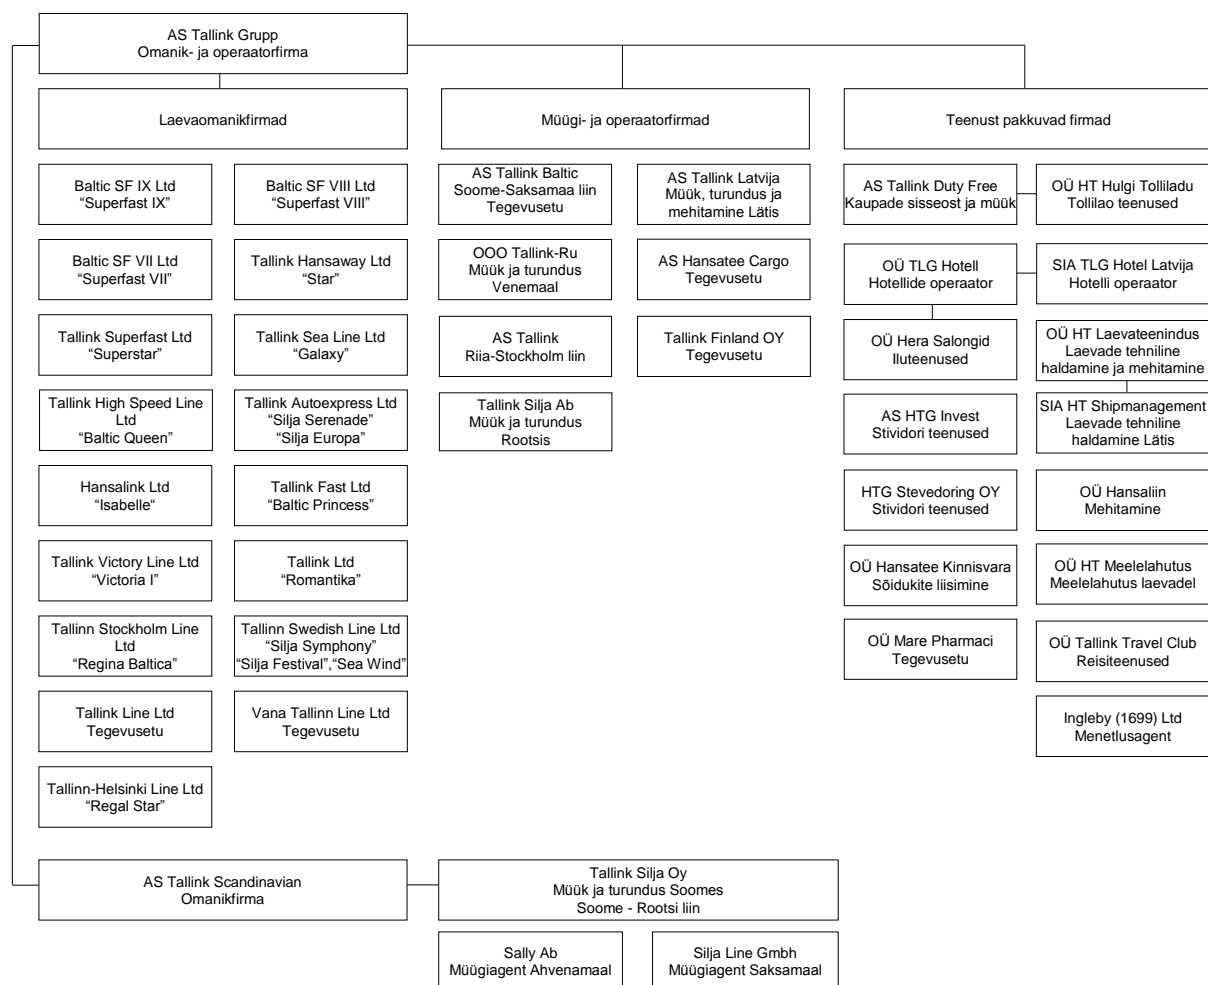 AS Tallink Grupp
Omanik- ja operaatorfirma
Laevaomanikfirmad
Müügi- ja operaatorfirmad
Teenust pakkuvad firmad
Baltic SF IX Ltd
“Superfast IX”
Baltic SF VIII Ltd
“Superfast VIII”
Baltic SF VII Ltd
“Superfast VII”
Tallink Hansaway Ltd
“Star”
Tallink Superfast Ltd
“Superstar”
Tallink Sea Line Ltd
“Galaxy”
Tallink High Speed Line
Ltd
“Baltic Queen”
Tallink Autoexpress Ltd
“Silja Serenade”
“Silja Europa”
Hansalink Ltd
“Isabelle“
Tallink Fast Ltd
“Baltic Princess”
Tallink Victory Line Ltd
“Victoria I”
Tallink Ltd
“Romantika”
Tallinn Stockholm Line
Ltd
“Regina Baltica”
Tallinn Swedish Line Ltd
“Silja Symphony”
“Silja Festival”,“Sea Wind”
Tallink Line Ltd
Tegevusetu
Vana Tallinn Line Ltd
Tegevusetu
Tallinn-Helsinki Line Ltd
“Regal Star”
AS Tallink Baltic
Soome-Saksamaa liin
Tegevusetu
AS Tallink Latvija
Müük, turundus ja
mehitamine Lätis
OOO Tallink-Ru
Müük ja turundus
Venemaal
AS Hansatee Cargo
Tegevusetu
AS Tallink
Riia-Stockholm liin
Tallink Finland OY
Tegevusetu
Tallink Silja Ab
Müük ja turundus
Rootsis
AS Tallink Duty Free
Kaupade sisseost ja müük
OÜ HT Hulgi Tolliladu
Tollilao teenused
OÜ TLG Hotell
Hotellide operaator
SIA TLG Hotel Latvija
Hotelli operaator
OÜ Hera Salongid
Iluteenused
OÜ HT Laevateenindus
Laevade tehniline
haldamine ja mehitamine
AS HTG Invest
Stividori teenused
SIA HT Shipmanagement
Laevade tehniline
haldamine Lätis
HTG Stevedoring OY
Stividori teenused
OÜ Hansaliin
Mehitamine
OÜ Hansatee Kinnisvara
Sõidukite liisimine
OÜ HT Meelelahutus
Meelelahutus laevadel
OÜ Mare Pharmaci
Tegevusetu
OÜ Tallink Travel Club
Reisiteenused
Ingleby (1699) Ltd
Menetlusagent
AS Tallink Scandinavian
Omanikfirma
Tallink Silja Oy
Müük ja turundus Soomes
Soome - Rootsi liin
Sally Ab
Müügiagent Ahvenamaal
Silja Line Gmbh
Müügiagent Saksamaal